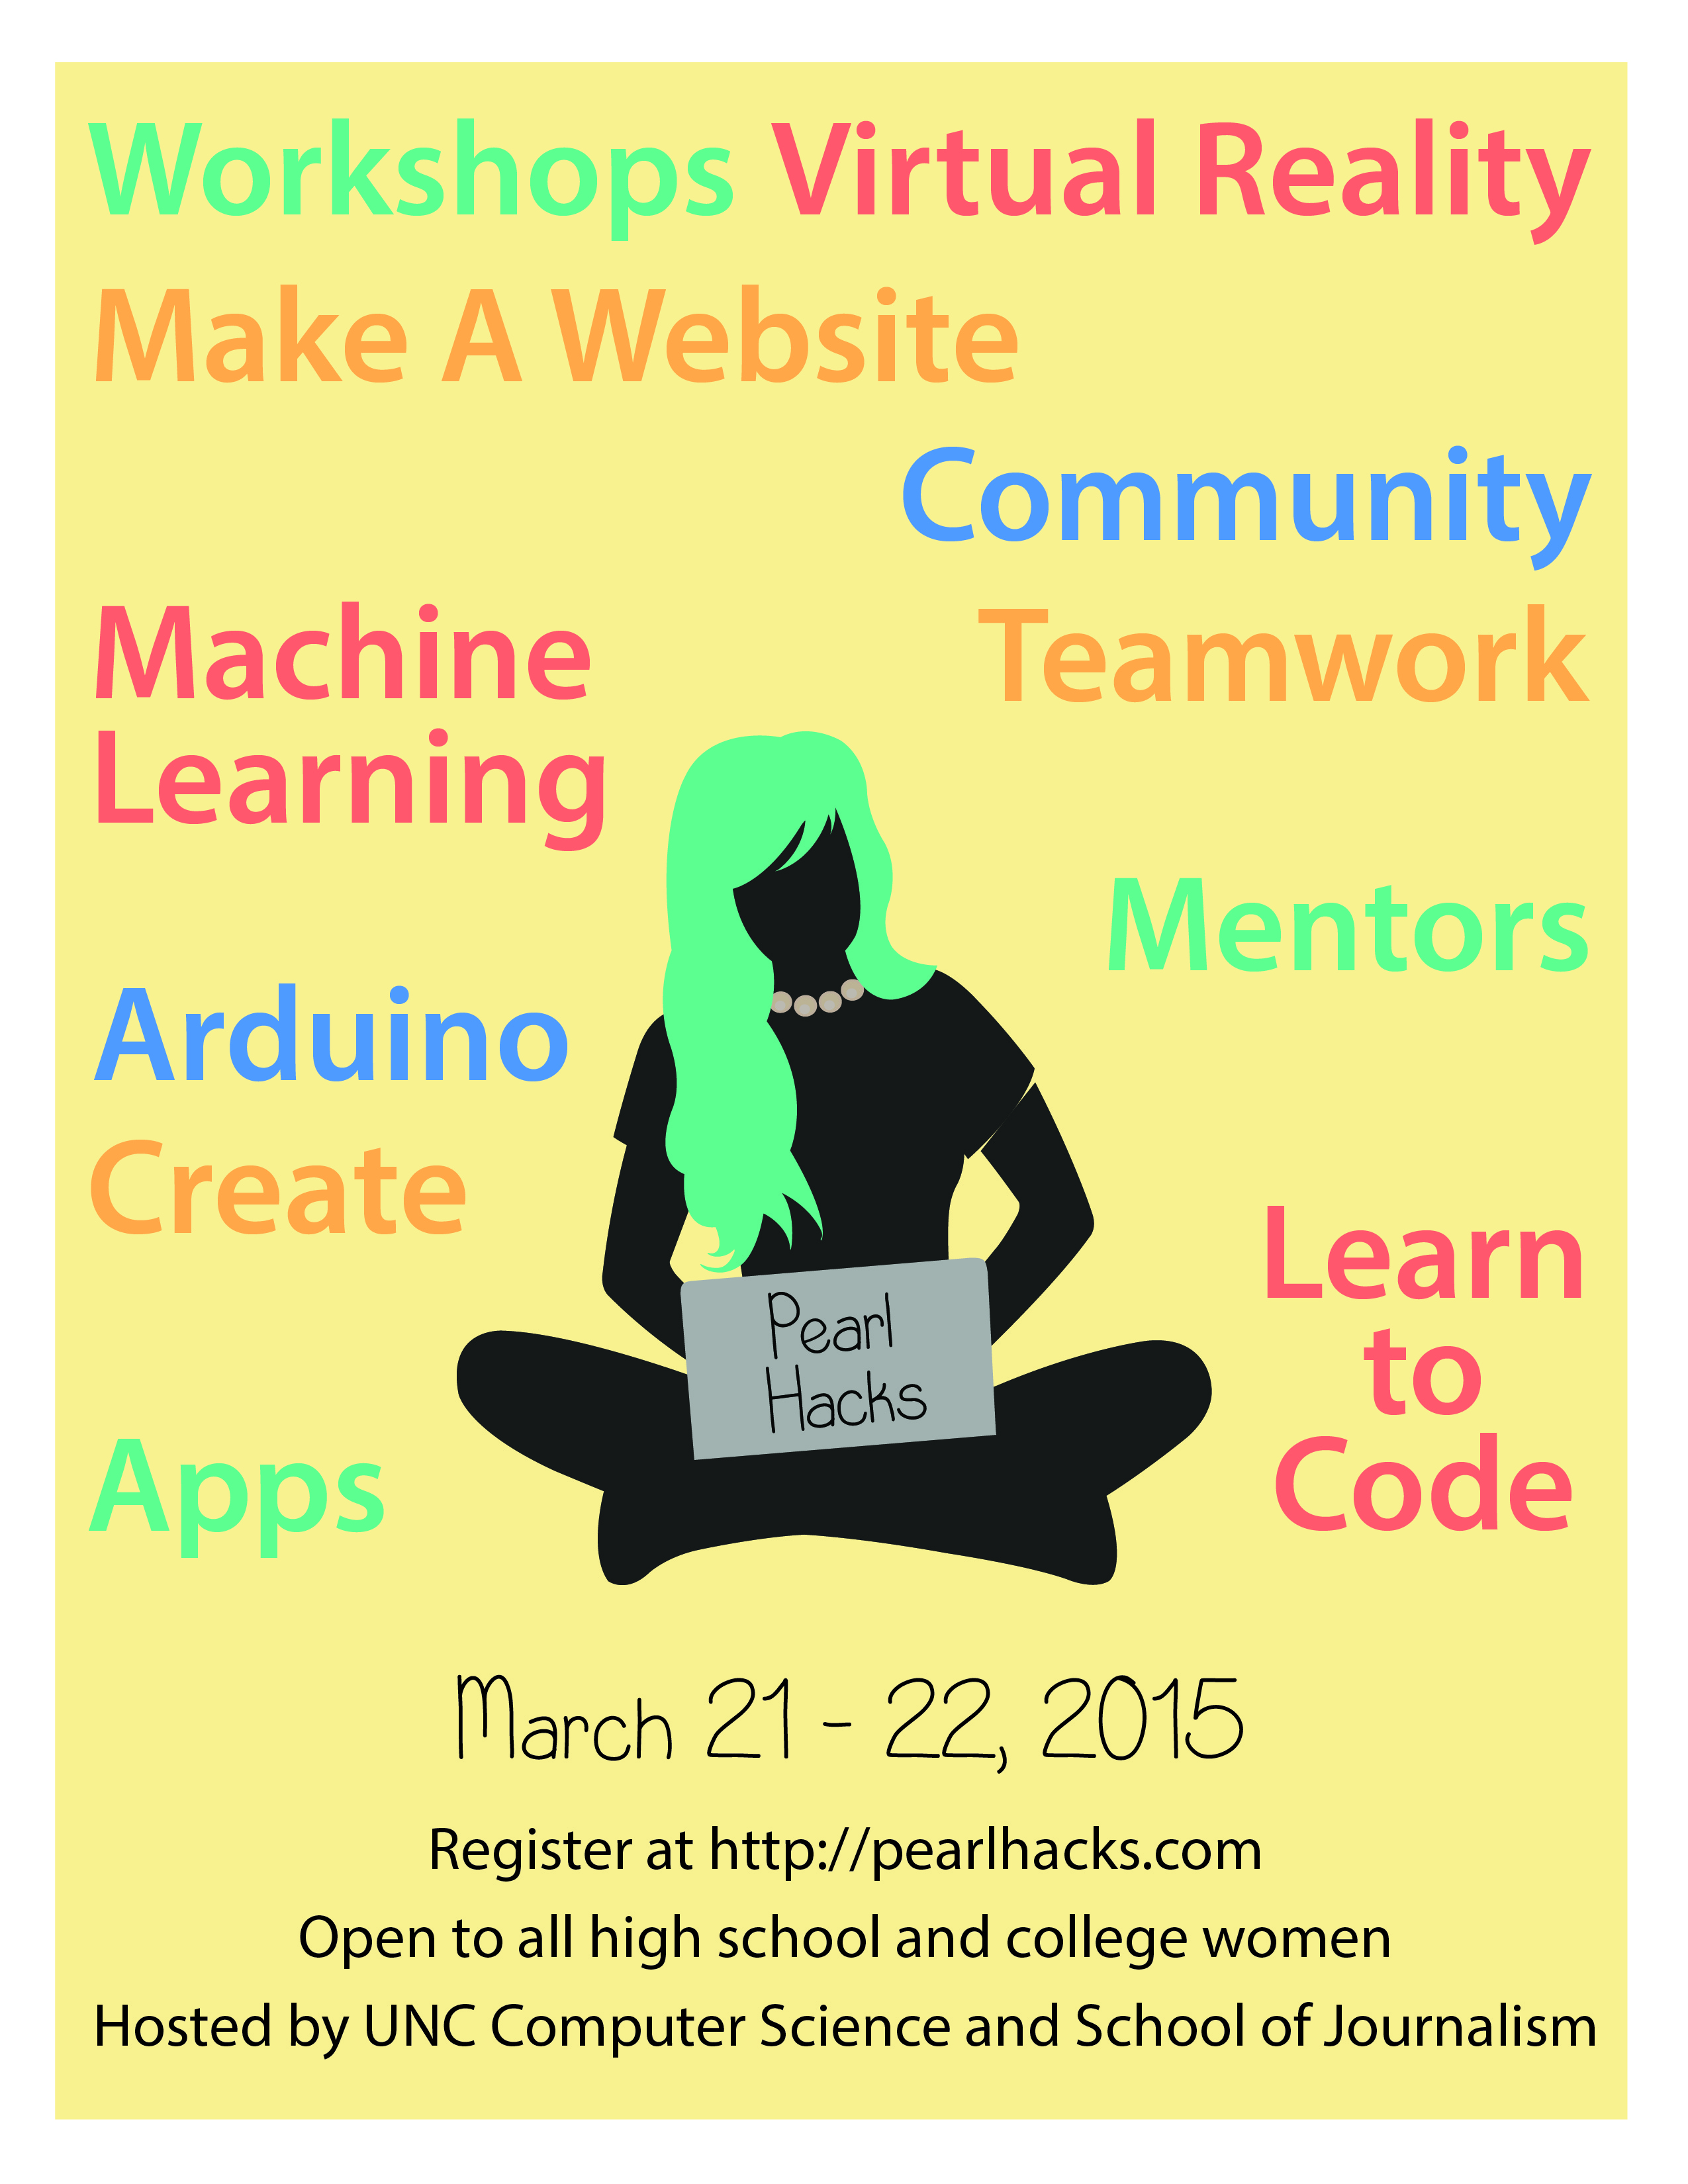 Workshops Virtual Reality
Make A Website
Community
Machine
Learning
Teamwork
Mentors
Arduino
Create
Learn
to
Code
Pearl
Hacks
Apps
March 21 - 22, 2015
Register at http://pearlhacks.com
Open to all high school and college women
Hosted by UNC Computer Science and School of Journalism